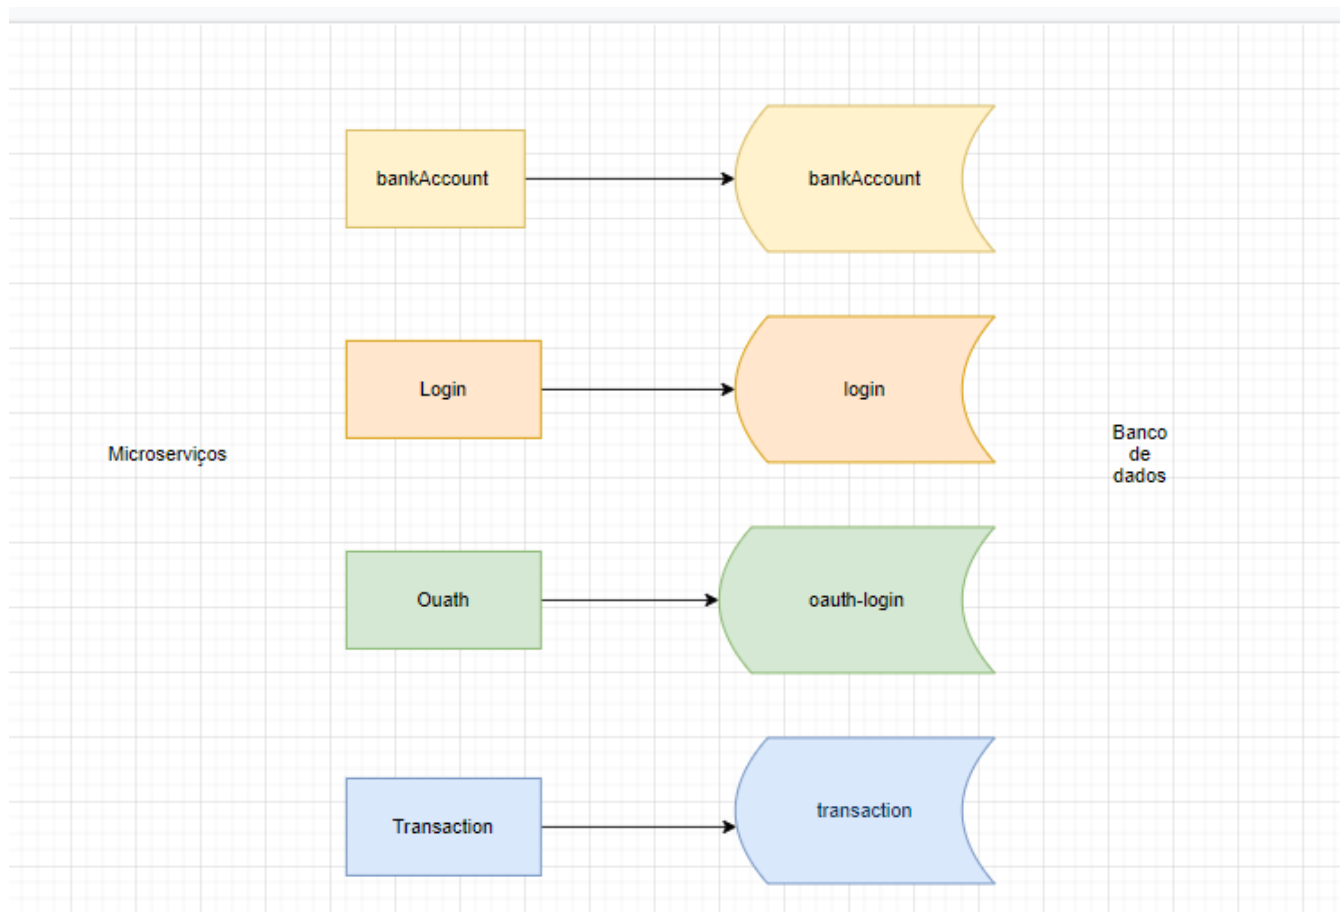 bankAccount
bankAccount
Login
login
Microserviços
Banco
de
dados
Ouath
oauth-login
Transaction
transaction